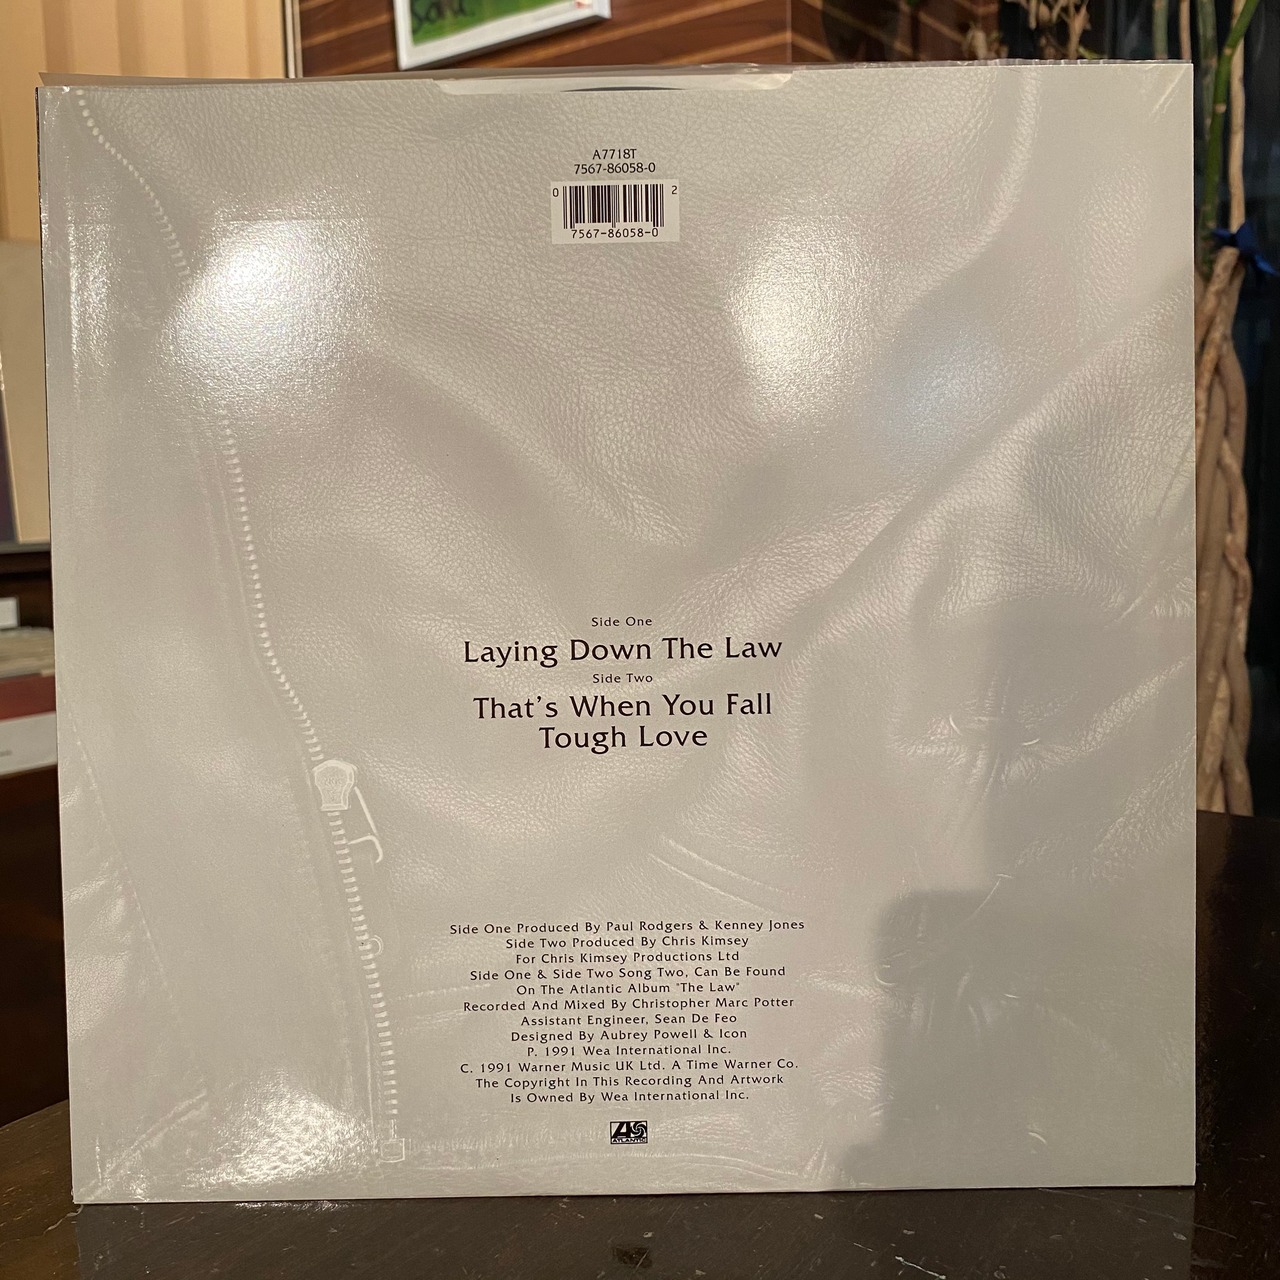 Salu
A7718T
7567-86058-0
0 2
7567-86058-0
Side One
Laying Down The Law
Side Two
That's When You Fall
Tough Love
Side One Produced By Paul Rodgers & Kenney Jones
Side Two Produced By Chris Kimsey
For Chris Kimsey Productions Ltd
Side One & Side Two Song Two, Can Be Found
On The Atlantic Album "The Law"
Recorded And Mixed By Christopher Marc Potter
Assistant Engineer, Sean De Feo
Designed By Aubrey Powell & Icon
P. 1991 Wea International Inc.
C. 1991 Warner Music UK Ltd. A Time Warner Co.
The Copyright In This Recording And Artwork
Is Owned By Wea International Inc.
ATLANTIC